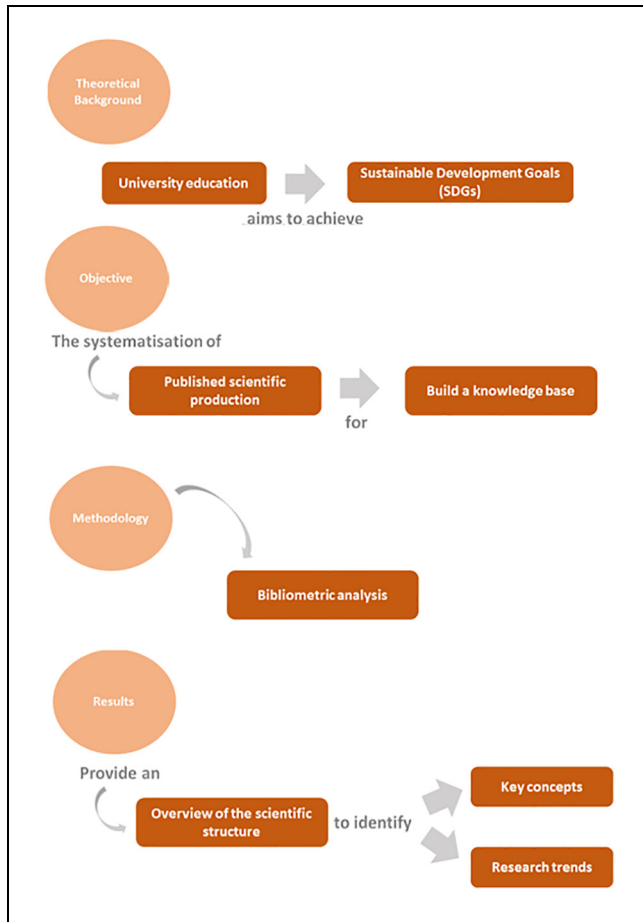 Theoretical
Background
University education
Sustainable Development Goals
(SDGs)
aims to achieve
Objective
The systematisation of
Published scientific
production
Build a knowledge base
for
Methodology
Bibliometric analysis
Results
Provide an
Overview of the scientific
structure
to identify
Key concepts
Research trends